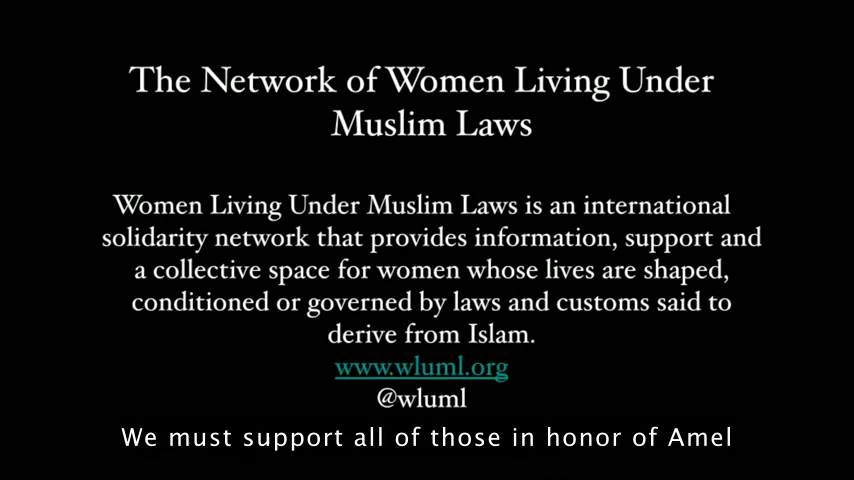 The Network of Women Living Under
Muslim Laws
Women Living Under Muslim Laws is an international
solidarity network that provides information, support and
a collective space for women whose lives are shaped,
conditioned or governed by laws and customs said to
derive from Islam.
www.wluml.org
@wluml
We must support all of those in honor of Amel